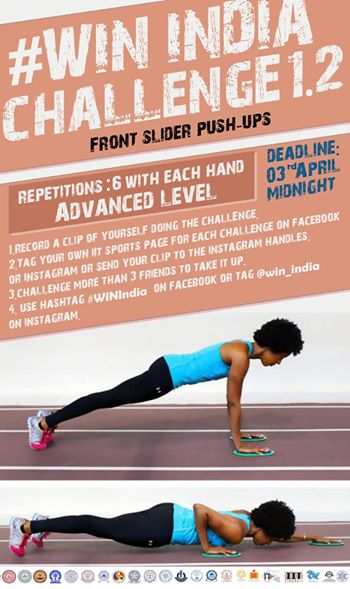 #WIN INDIA
CHALLENGE 1.2
FRONT SLIDER PUSH-UPS
DEADLINE:
03rd APRIL
MIDNIGHT
REPETITIONS :6 WITH EACH HAND
ADVANCED LEVEL
1.RECORD A CLIP OF YOURSELF DOING THE CHALLENGE.
2.TAG YOUR OWN IIT SPORTS PAGE FOR EACH CHALLENGE ON FACEBOOK
OR INSTAGRAM OR SEND YOUR CLIP TO THE INSTAGRAM HANDLES.
3.CHALLENGE MORE THAN 3 FRIENDS TO TAKE IT UP.
4. USE HASHTAG #WINIndia ON FACEBOOK OR TAG @win_india
ON INSTAGRAM.